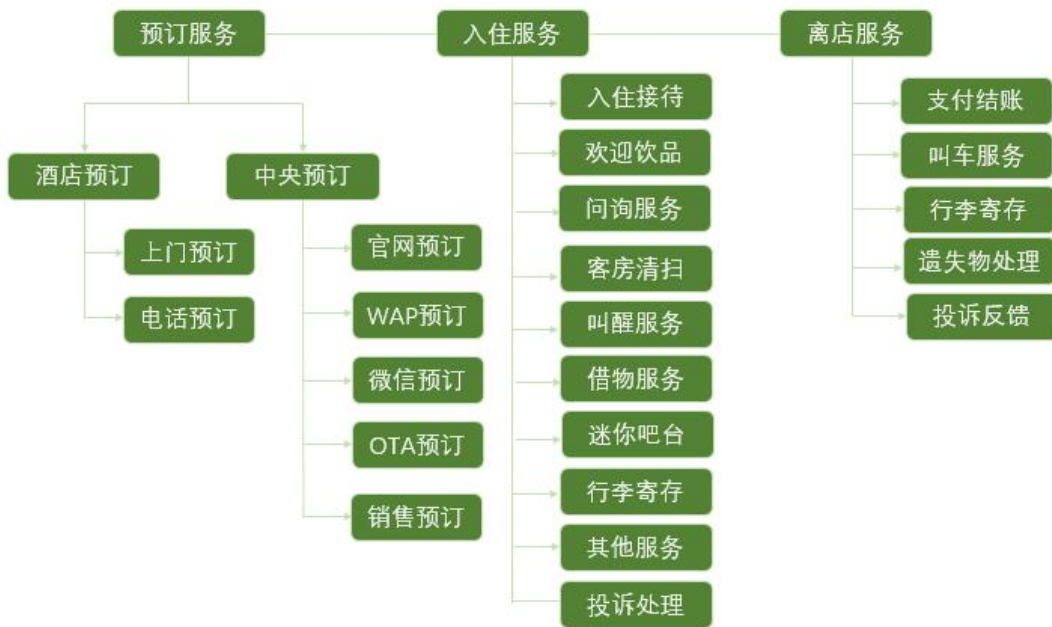 预订服务
入住服务
离店服务
酒店预订
中央预订
上门预订
电话预订
官网预订
WAP预订
微信预订
OTA预订
销售预订
入住接待
欢迎饮品
问询服务
客房清扫
叫醒服务
借物服务
迷你吧台
行李寄存
其他服务
投诉处理
支付结账
叫车服务
行李寄存
遗失物处理
投诉反馈